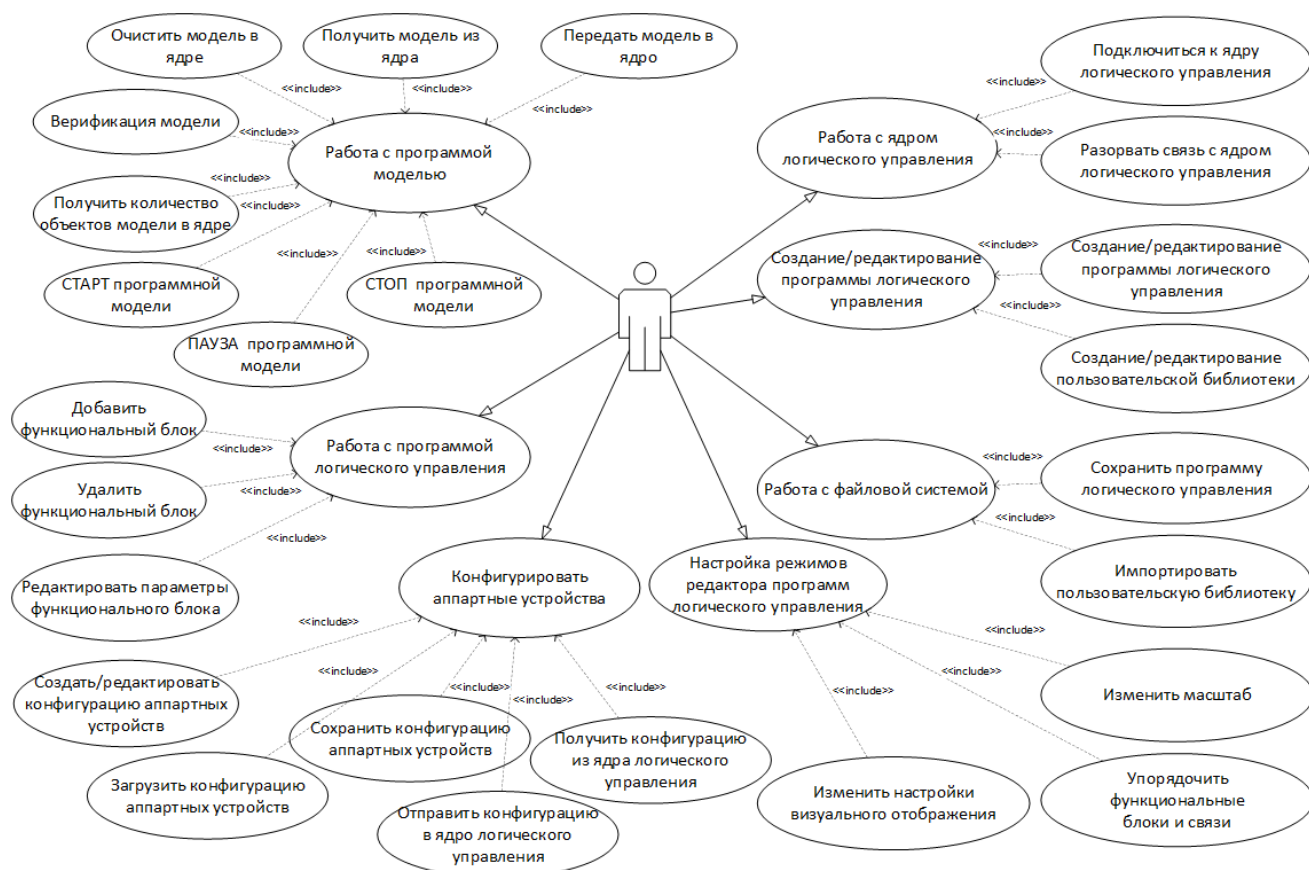 Очистить модель в
ядре
Получить модель из
ядра
Передать модель в
ядро
<<include>>
<<include>>
<<include>>
Верификация модели
<<include>>
Работа с программой
моделью
Получить количество
объектов модели в ядре
<<include>>
<<include>>
СТАРТ программной
модели
<<include>>
ПАУЗА программной
модели
<<include>>
СТОП программной
модели
Подключиться к ядру
логического управления
<<include>>
Работа с ядром
логического управления
<<include>>
Разорвать связь с ядром
логического управления
Создание/редактирование
программы логического
управления
<<include>>
Создание/редактирование
программы логического
управления
<<include>>
Создание/редактирование
пользовательской библиотеки
Добавить
функциональный блок
<<include>>
Работа с программой
логического управления
Удалить
функциональный блок
<<include>>
<<include>>
Редактировать параметры
функционального блока
Работа с файловой системой
<<include>>
Сохранить программу
логического управления
<<include>>
Импортировать
пользовательскую библиотеку
Конфигурировать
аппартные устройства
<<include>>
<<include>>
<<include>>
<<include>>
<<include>>
Создать/редактировать
конфигурацию аппартных
устройств
Загрузить конфигурацию
аппартных устройств
Сохранить конфигурацию
аппартных устройств
Отправить конфигурацию
в ядро логического
управления
Получить конфигурацию
из ядра логического
управления
Настройка режимов
редактора программ
логического управления
<<include>>
<<include>>
<<include>>
Изменить масштаб
Изменить настройки
визуального отображения
Упорядочить
функциональные
блоки и связи